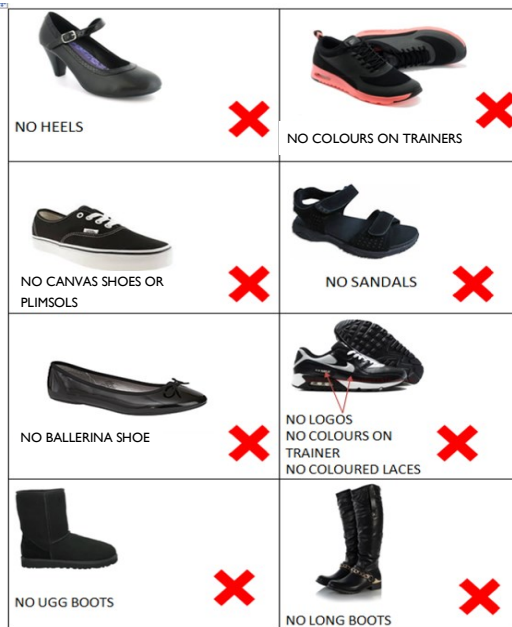 NO HEELS
NO COLOURS ON TRAINERS
NO CANVAS SHOES OR
PLIMSOLS
NO SANDALS
NO BALLERINA SHOE
NO LOGOS
NO COLOURS ON
TRAINER
NO COLOURED LACES
NO UGG BOOTS
NO LONG BOOTS